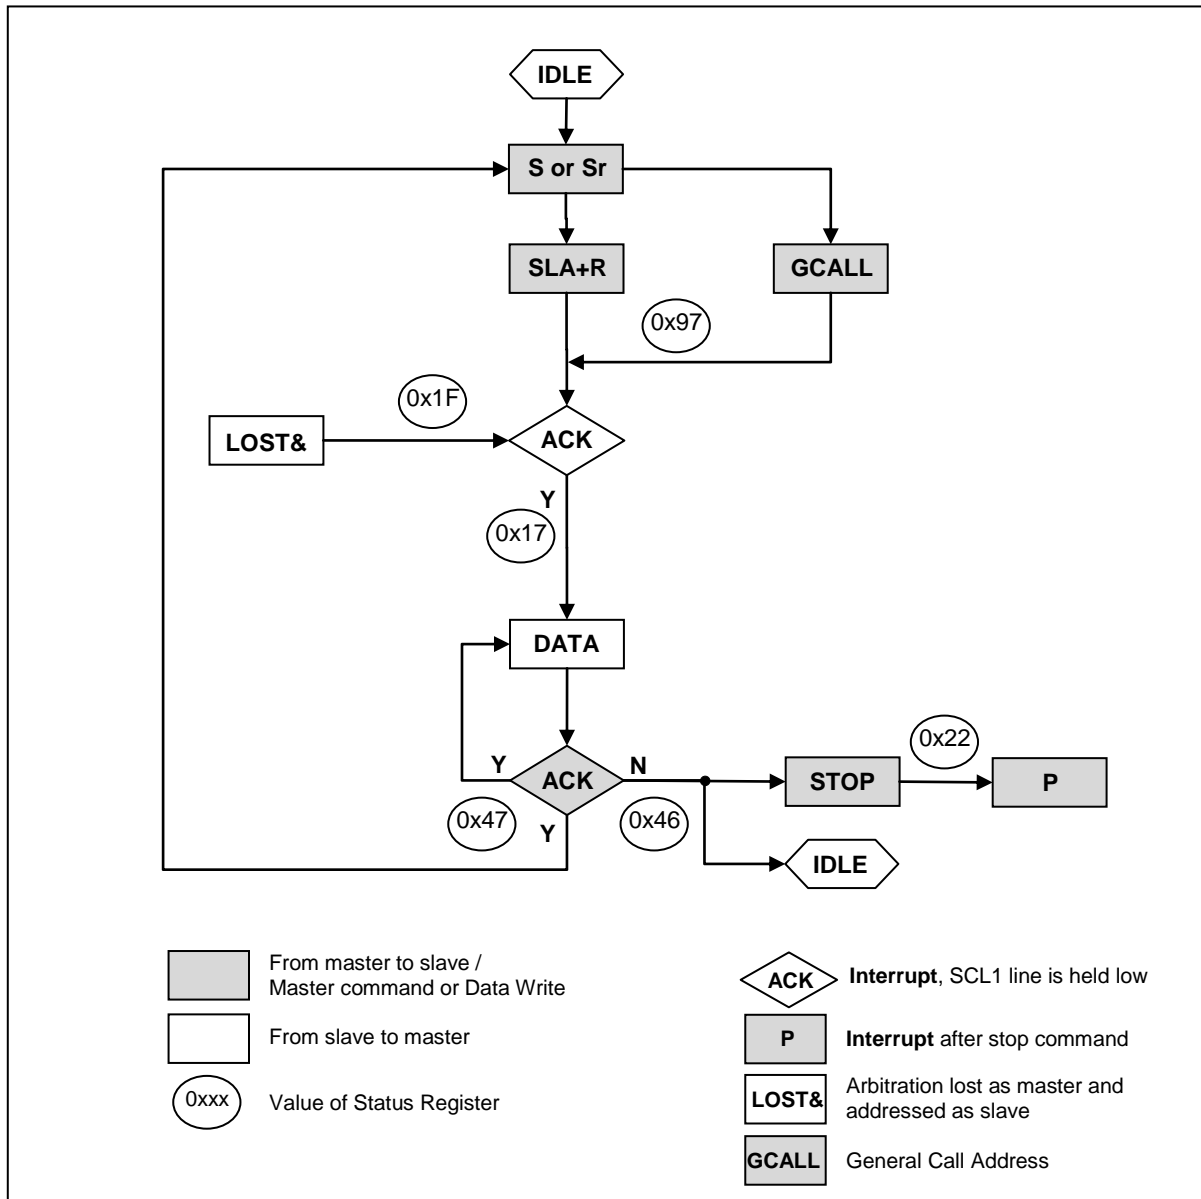 IDLE
S or Sr
SLA+R
GCALL
0x97
0x1F
LOST&
ACK
Y
0x17
DATA
0x22
Y
ACK
N
STOP
P
0x47
Y
0x46
IDLE
From master to slave /
Master command or Data Write
From slave to master
0xxx
Value of Status Register
ACK
Interrupt, SCL1 line is held low
P
Interrupt after stop command
LOST&
Arbitration lost as master and
addressed as slave
GCALL
General Call Address